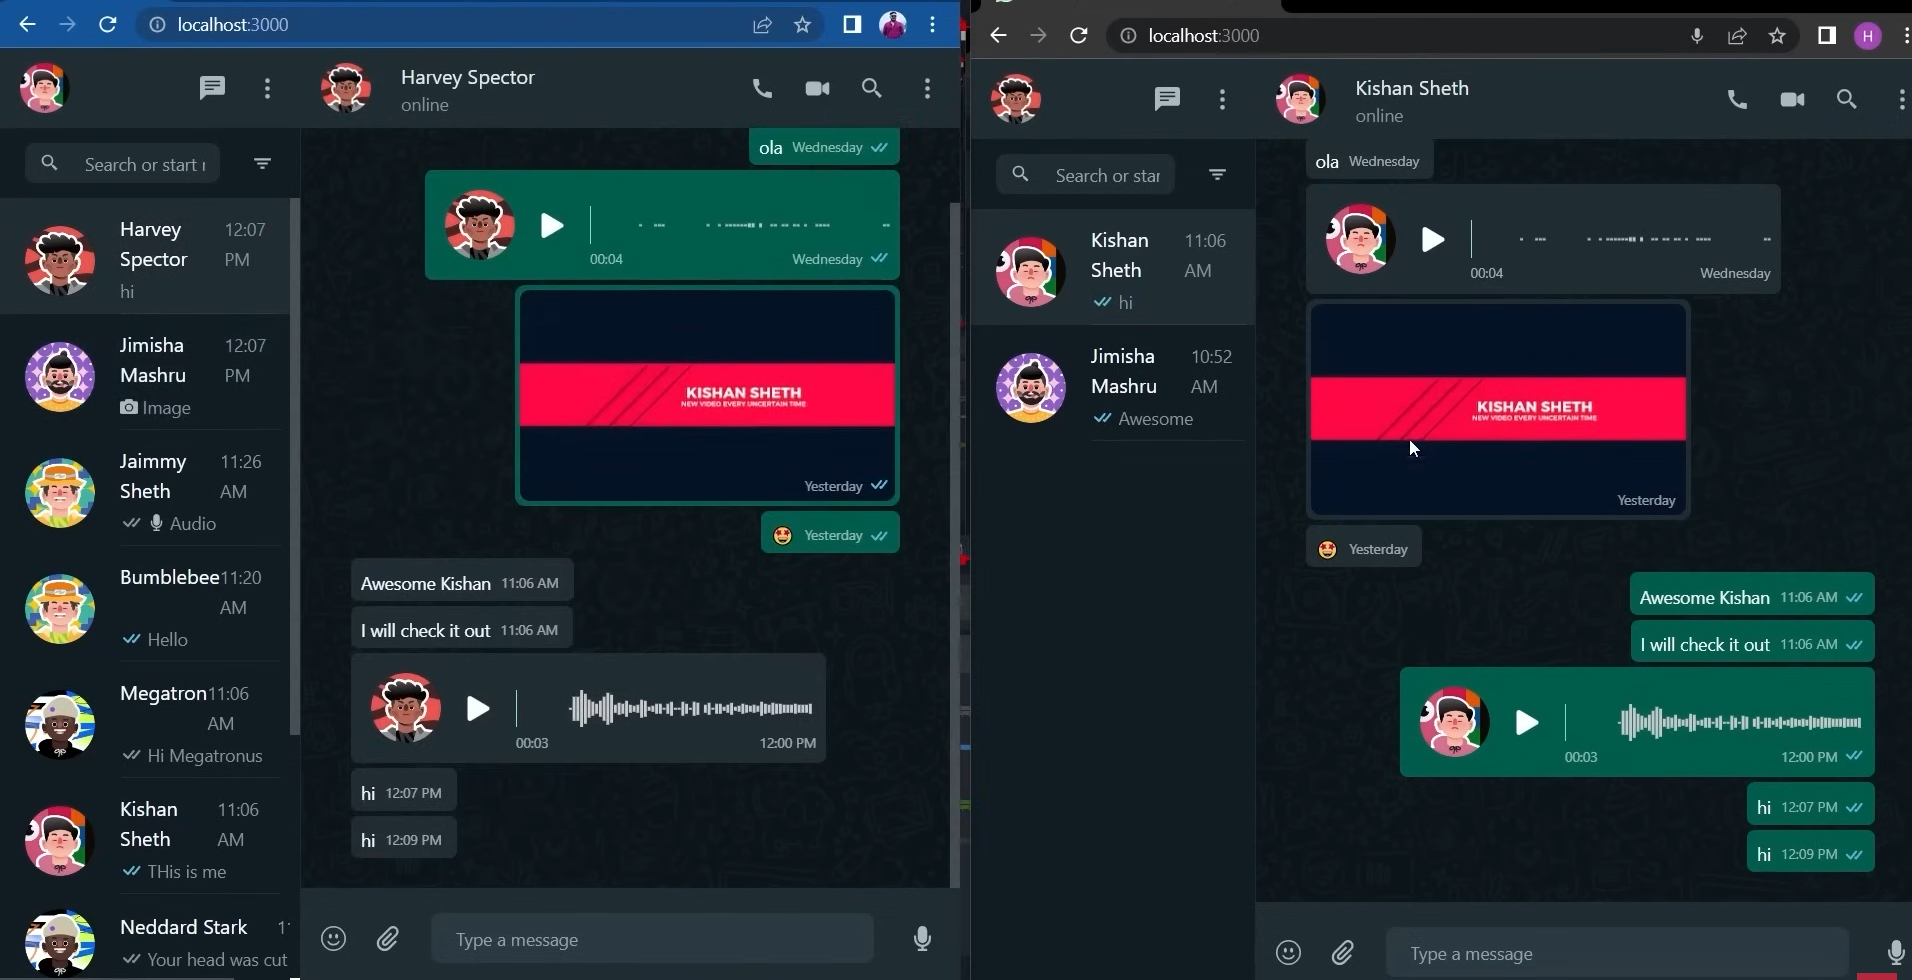 localhost:3000
Harvey Spector
online
Search or start
Harvey
Spector
12:07
PM
hi
Jimisha
Mashru
12:07
PM
Image
Jaimmy
Sheth
11:26
AM
Audio
Bumblebee
11:20
AM
Hello
Megatron
11:06
AM
Hi Megatronus
Kishan
Sheth
11:06
AM
THis is me
Neddard Stark
Your head was cut
ola Wednesday
00:04
Wednesday
KISHAN SHETH
NEW VIDEO EVERY UNCERTAIN TIME
Yesterday
🤩 Yesterday
Awesome Kishan 11:06 AM
I will check it out 11:06 AM
00:03
12:00 PM
hi 12:07 PM
hi 12:09 PM
Type a message
localhost:3000
H
Kishan Sheth
online
Search or star
Kishan
Sheth
11:06
AM
hi
Jimisha
Mashru
10:52
AM
Awesome
ola Wednesday
00:04
Wednesday
KISHAN SHETH
NEW VIDEO EVERY UNCERTAIN TIME
Yesterday
🤩 Yesterday
Awesome Kishan 11:06 AM
I will check it out 11:06 AM
00:03
12:00 PM
hi 12:07 PM
hi 12:09 PM
Type a message